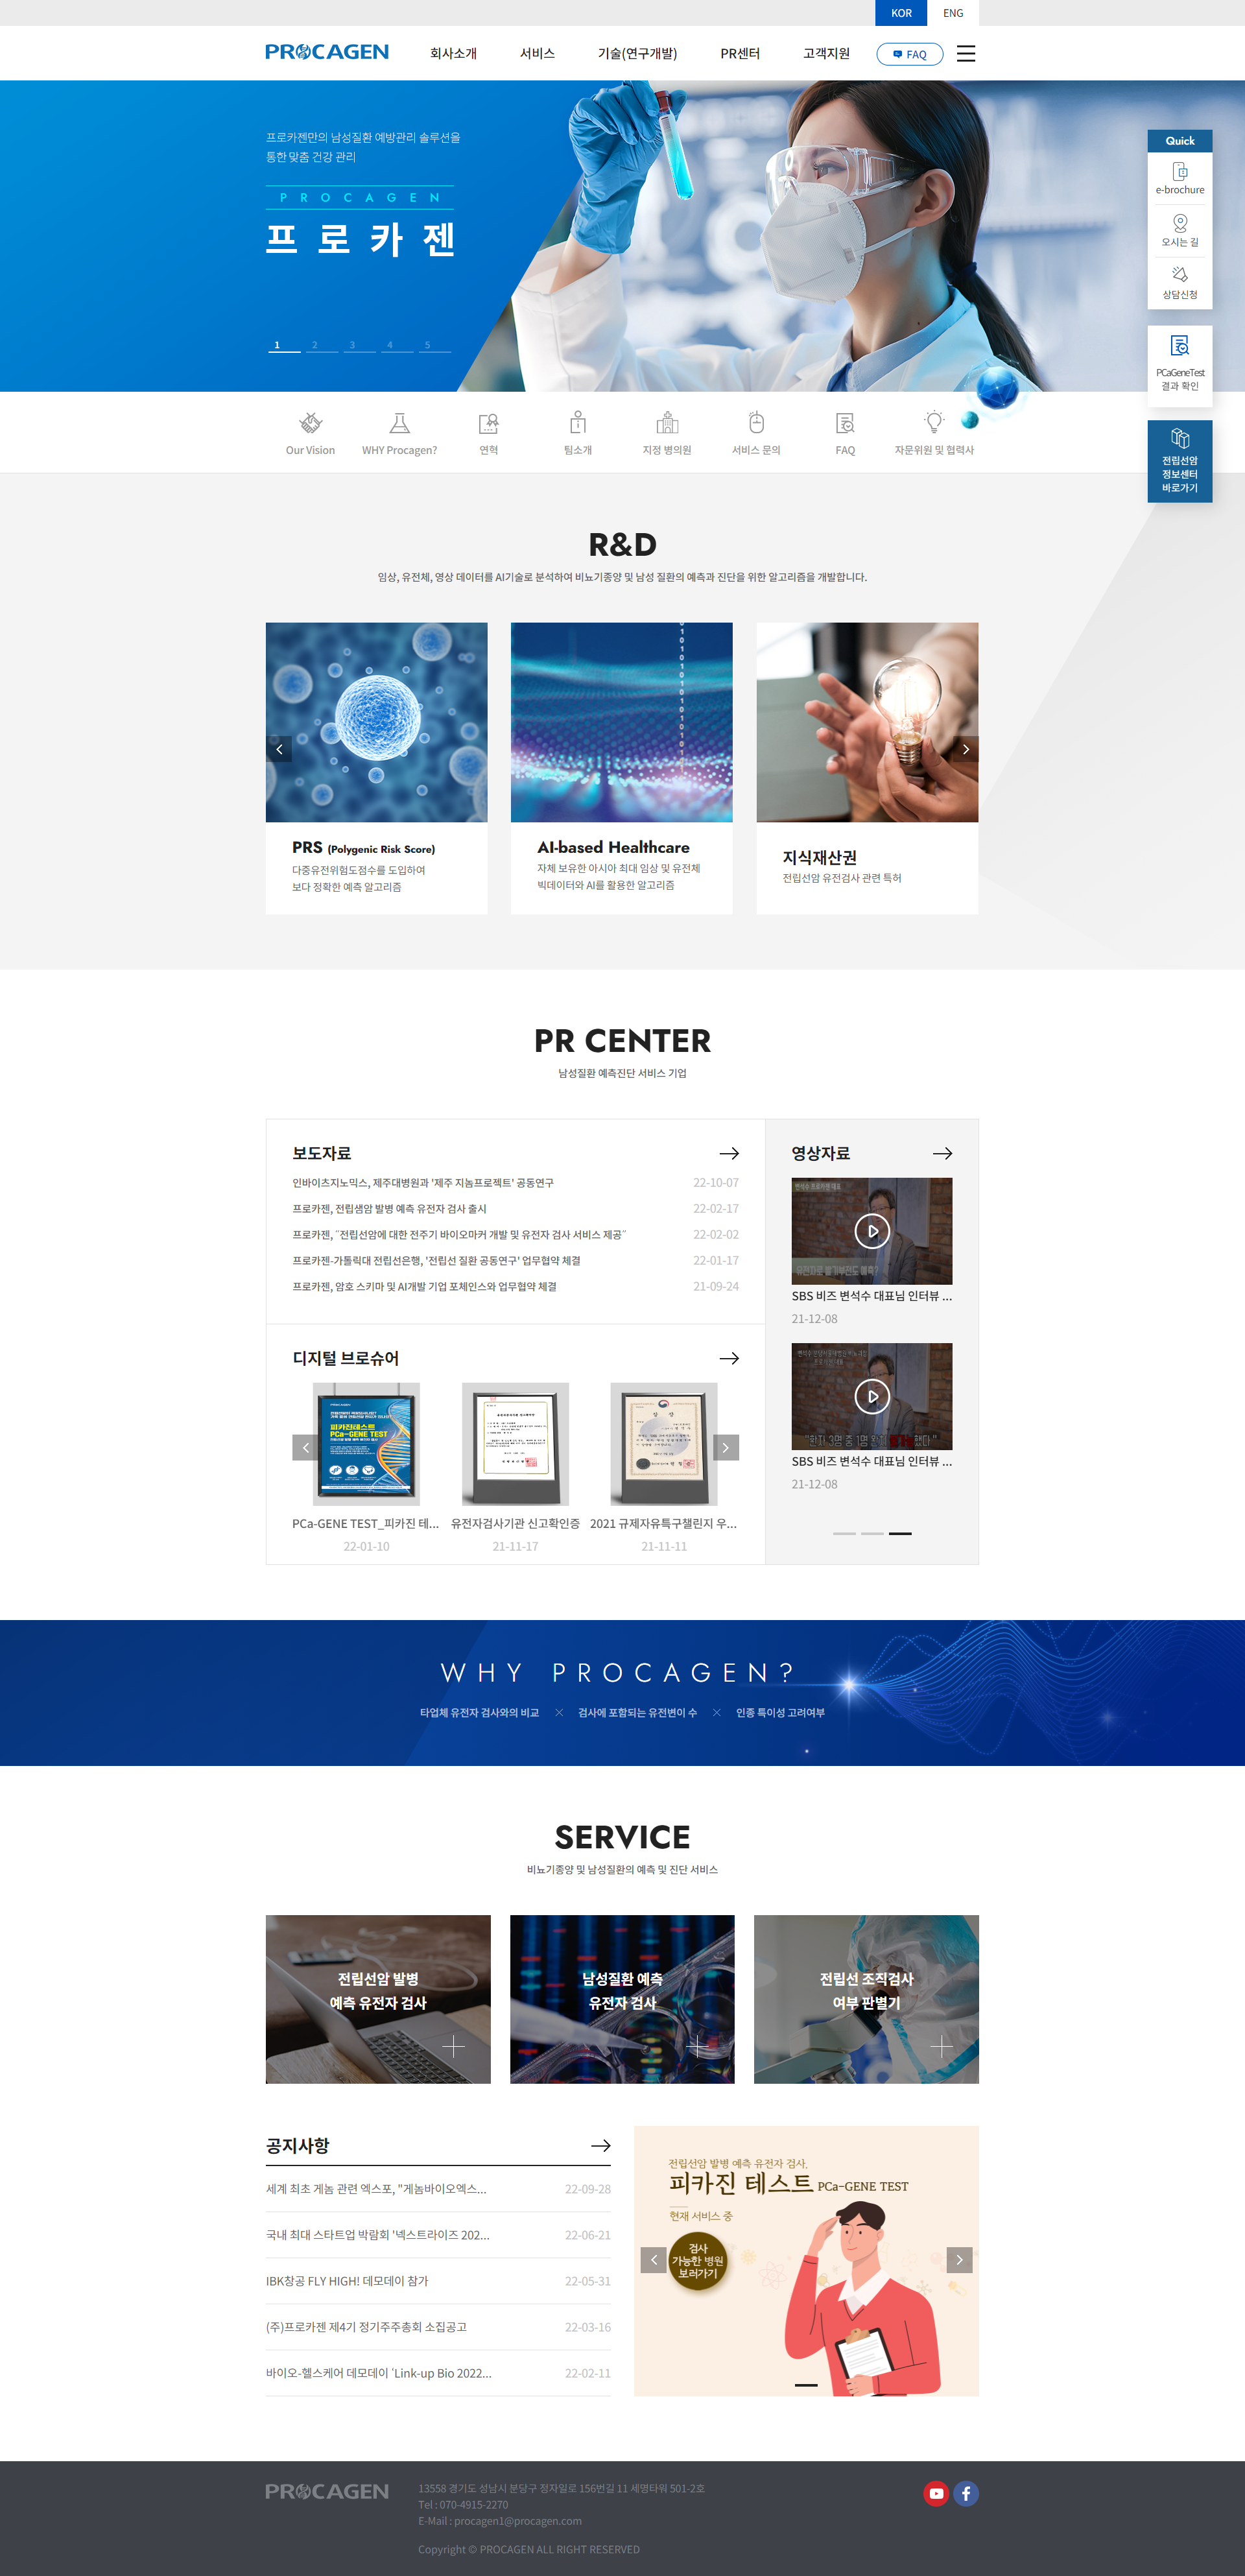 KOR
ENG
PROCAGEN
회사소개
서비스
기술(연구개발)
PR센터
고객지원
FAQ
프로카젠만의 남성질환 예방관리 솔루션을
통한 맞춤 건강 관리
PROCAGEN
프로카젠
1 2 3 4 5
Quick
e-brochure
오시는 길
상담신청
PCaGeneTest
결과 확인
전립선암
정보센터
바로가기
Our Vision
WHY Procagen?
연혁
팀소개
지정 병의원
서비스 문의
FAQ
자문위원 및 협력사
R&D
임상, 유전체, 영상 데이터를 AI기술로 분석하여 비뇨기종양 및 남성 질환의 예측과 진단을 위한 알고리즘을 개발합니다.
PRS (Polygenic Risk Score)
다중유전위험도점수를 도입하여
보다 정확한 예측 알고리즘
AI-based Healthcare
자체 보유한 아시아 최대 임상 및 유전체
빅데이터와 AI를 활용한 알고리즘
지식재산권
전립선암 유전검사 관련 특허
PR CENTER
남성질환 예측진단 서비스 기업
보도자료
인바이츠지노믹스, 제주대병원과 '제주 지놈프로젝트' 공동연구 22-10-07
프로카젠, 전립샘암 발병 예측 유전자 검사 출시 22-02-17
프로카젠, ¨전립선암에 대한 전주기 바이오마커 개발 및 유전자 검사 서비스 제공¨ 22-02-02
프로카젠-가톨릭대 전립선은행, '전립선 질환 공동연구' 업무협약 체결 22-01-17
프로카젠, 암호 스키마 및 AI개발 기업 포체인스와 업무협약 체결 21-09-24
영상자료
변석수 프로카젠 대표
유전자로 발기부전도 예측?
SBS 비즈 변석수 대표님 인터뷰 ...
21-12-08
SBS 비즈 변석수 대표님 인터뷰 ...
21-12-08
디지털 브로슈어
피카진테스트
PCa-GENE TEST
PCa-GENE TEST_피카진 테...
22-01-10
유전자검사기관 신고확인증
21-11-17
2021 규제자유특구챌린지 우...
21-11-11
WHY PROCAGEN?
타업체 유전자 검사와의 비교
검사에 포함되는 유전변이 수
인종 특이성 고려여부
SERVICE
비뇨기종양 및 남성질환의 예측 및 진단 서비스
전립선암 발병
예측 유전자 검사
남성질환 예측
유전자 검사
전립선 조직검사
여부 판별기
공지사항
세계 최초 게놈 관련 엑스포, "게놈바이오엑스... 22-09-28
국내 최대 스타트업 박람회 '넥스트라이즈 202... 22-06-21
IBK창공 FLY HIGH! 데모데이 참가 22-05-31
(주)프로카젠 제4기 정기주주총회 소집공고 22-03-16
바이오-헬스케어 데모데이 ‘Link-up Bio 2022... 22-02-11
전립선암 발병 예측 유전자 검사,
피카진 테스트 PCa-GENE TEST
현재 서비스 중
검사
가능한 병원
보러가기
PROCAGEN
13558 경기도 성남시 분당구 정자일로 156번길 11 세명타워 501-2호
Tel : 070-4915-2270
E-Mail : procagen1@procagen.com
Copyright © PROCAGEN ALL RIGHT RESERVED